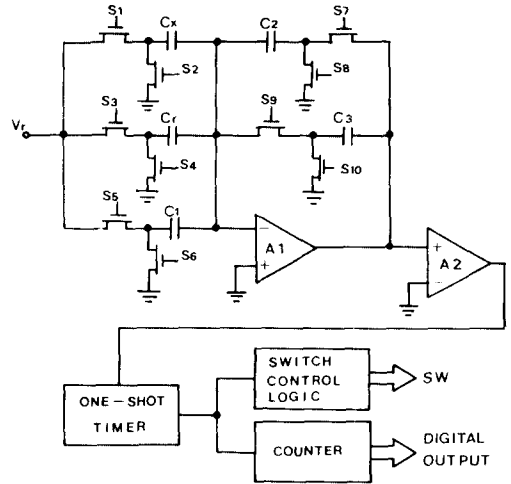 S1
Cx
C2
S7
S2
S8
S3
Cr
S9
C3
Vr
S4
S10
S5
C1
S6
−
A1
+
+
A2
−
ONE-SHOT
TIMER
SWITCH
CONTROL
LOGIC
SW
COUNTER
DIGITAL
OUTPUT